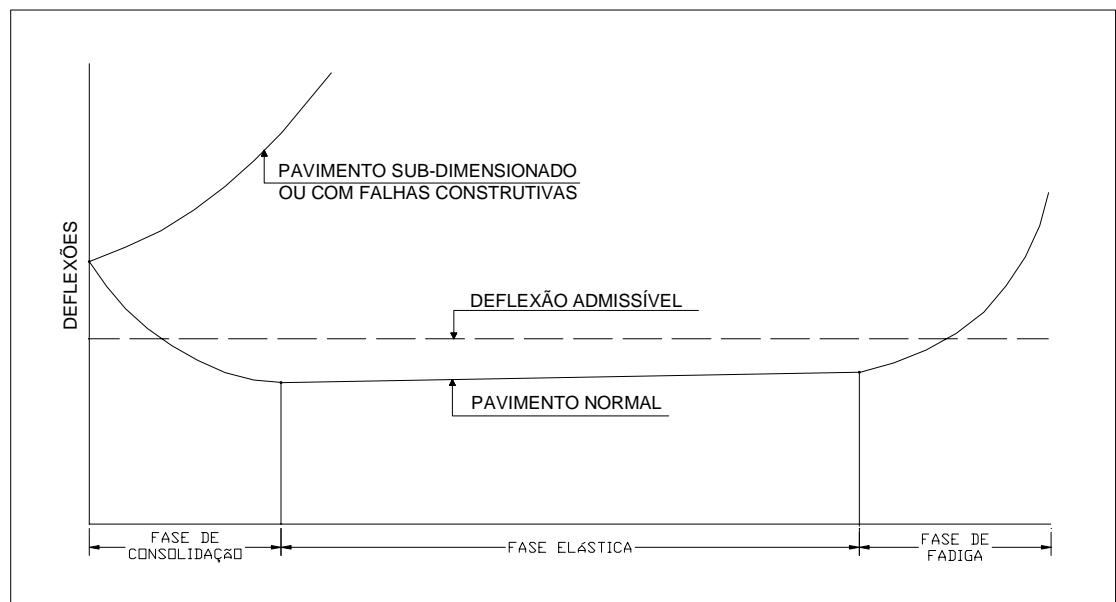 PAVIMENTO SUB-DIMENSIONADO
OU COM FALHAS CONSTRUTIVAS
DEFLEXÕES
DEFLEXÃO ADMISSÍVEL
PAVIMENTO NORMAL
FASE DE
CONSOLIDAÇÃO
FASE ELÁSTICA
FASE DE
FADIGA